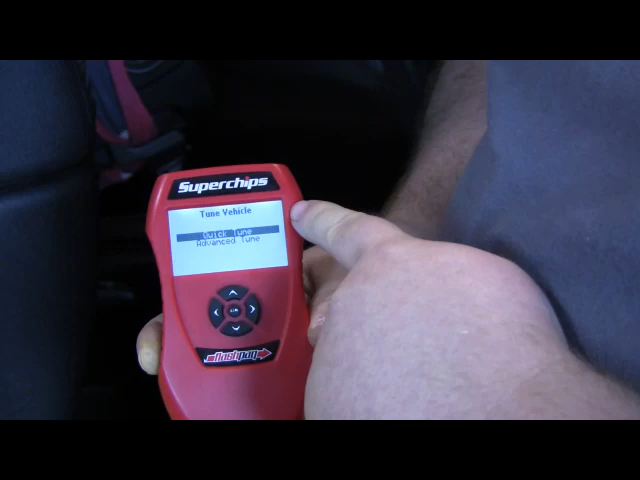 Superchips
Tune Vehicle
Quick Tune
Advanced Tune
flashpaq